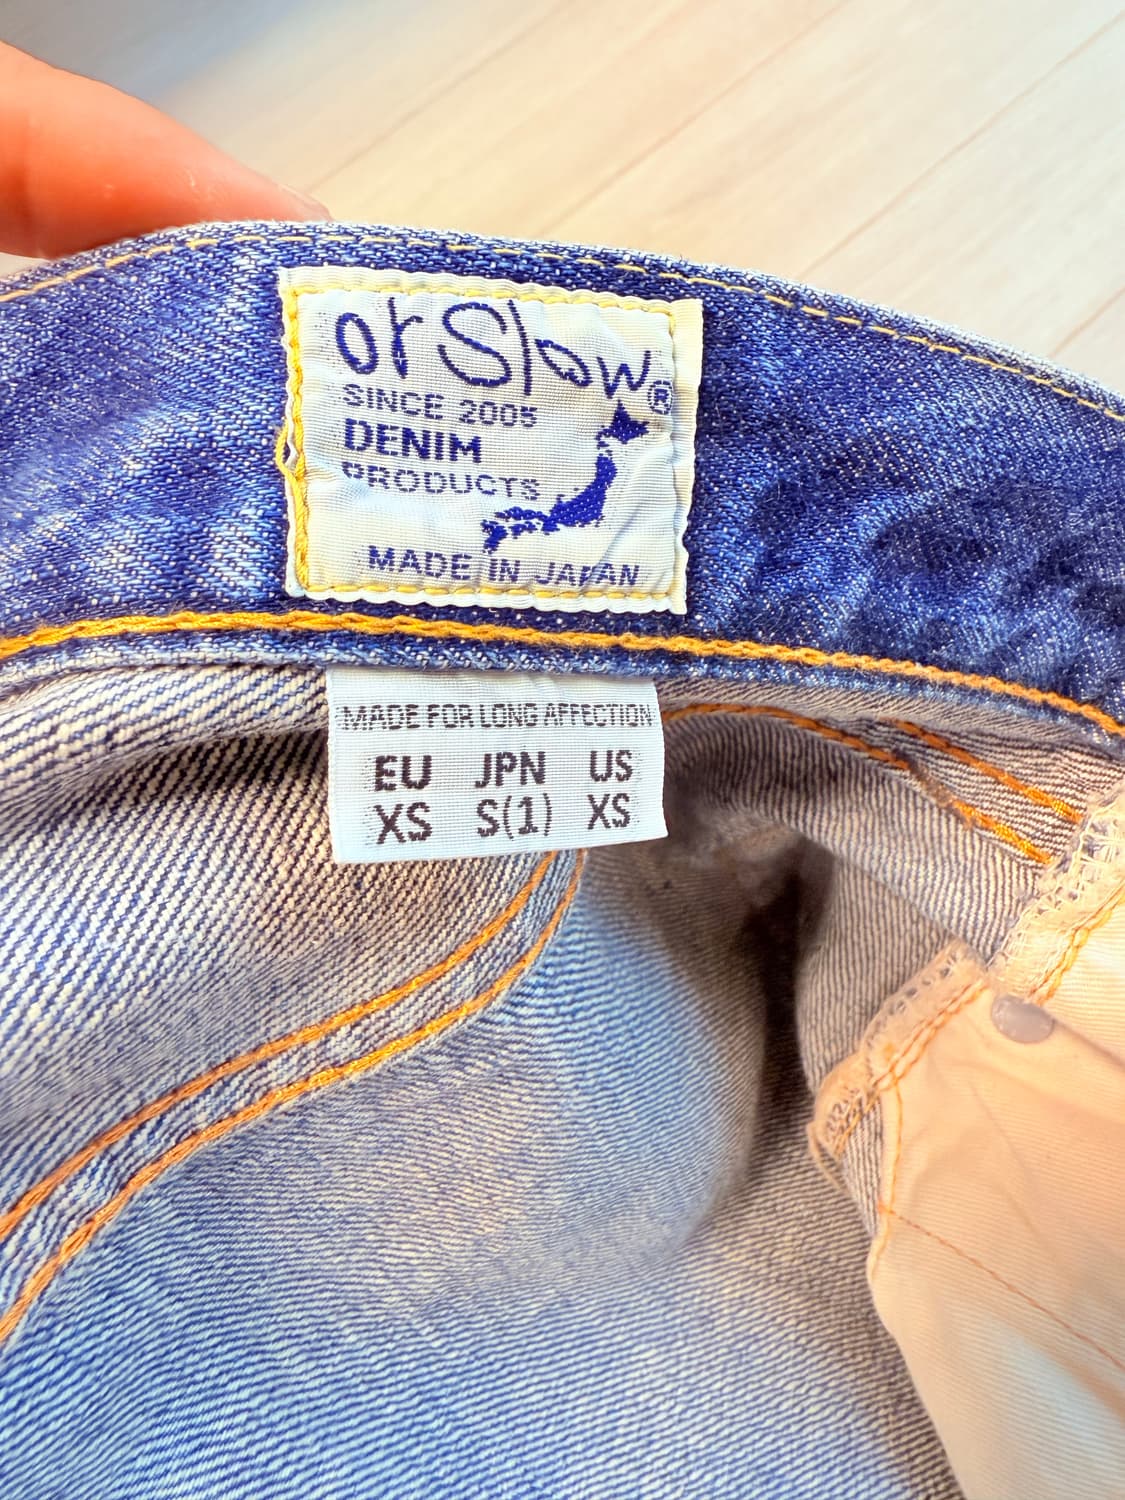 orSlow®
SINCE 2005
DENIM
PRODUCTS
MADE IN JAPAN
MADE FOR LONG AFFECTION
EU JPN US
XS S(1) XS